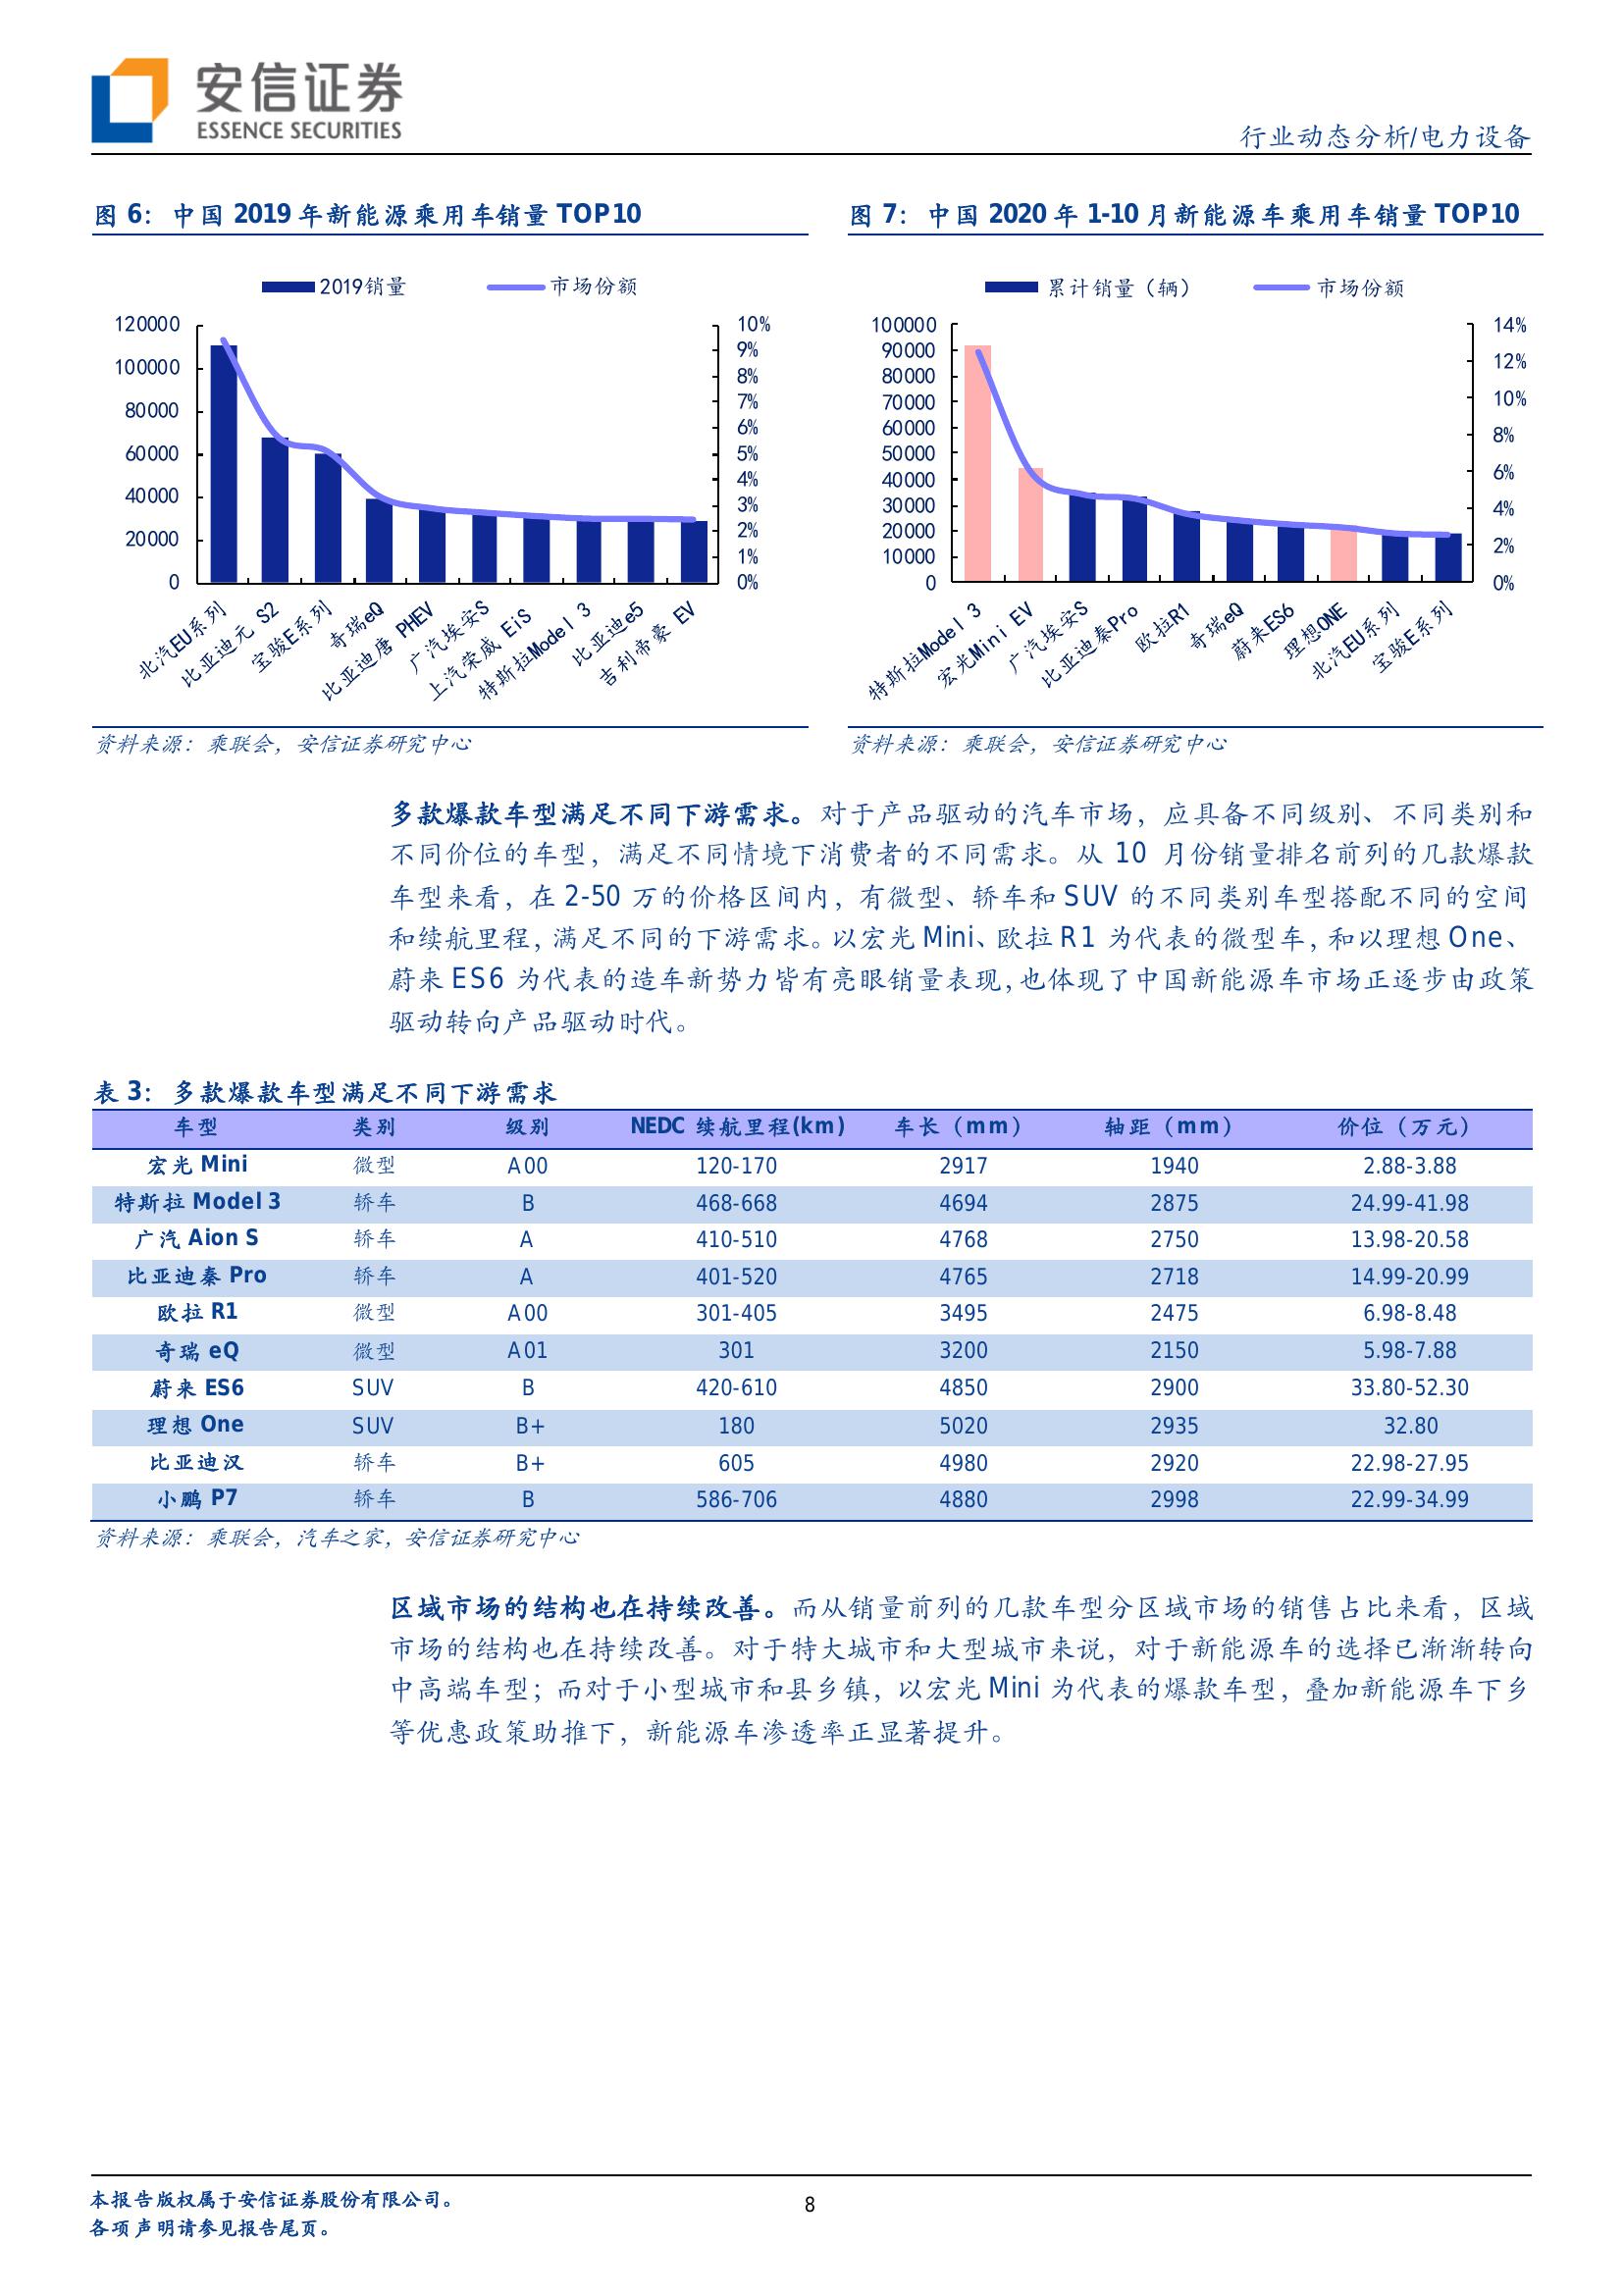 安信证券
ESSENCE SECURITIES
行业动态分析/电力设备
图 6：中国 2019 年新能源乘用车销量 TOP10
2019销量 市场份额
120000
100000
80000
60000
40000
20000
0
10%
9%
8%
7%
6%
5%
4%
3%
2%
1%
0%
北汽EU系列
比亚迪元 S2
宝骏E系列
奇瑞eQ
比亚迪唐 PHEV
广汽埃安S
上汽荣威 EiS
特斯拉Model 3
比亚迪e5
吉利帝豪 EV
资料来源：乘联会，安信证券研究中心
图 7：中国 2020 年 1-10 月新能源车乘用车销量 TOP10
累计销量（辆） 市场份额
100000
90000
80000
70000
60000
50000
40000
30000
20000
10000
0
14%
12%
10%
8%
6%
4%
2%
0%
特斯拉Model 3
宏光Mini EV
广汽埃安S
比亚迪秦Pro
欧拉R1
奇瑞eQ
蔚来ES6
理想ONE
北汽EU系列
宝骏E系列
资料来源：乘联会，安信证券研究中心
多款爆款车型满足不同下游需求。对于产品驱动的汽车市场，应具备不同级别、不同类别和
不同价位的车型，满足不同情境下消费者的不同需求。从 10 月份销量排名前列的几款爆款
车型来看，在 2-50 万的价格区间内，有微型、轿车和 SUV 的不同类别车型搭配不同的空间
和续航里程，满足不同的下游需求。以宏光 Mini、欧拉 R1 为代表的微型车，和以理想 One、
蔚来 ES6 为代表的造车新势力皆有亮眼销量表现，也体现了中国新能源车市场正逐步由政策
驱动转向产品驱动时代。
表 3：多款爆款车型满足不同下游需求
车型 类别 级别 NEDC 续航里程(km) 车长（mm） 轴距（mm） 价位（万元）
宏光 Mini 微型 A00 120-170 2917 1940 2.88-3.88
特斯拉 Model 3 轿车 B 468-668 4694 2875 24.99-41.98
广汽 Aion S 轿车 A 410-510 4768 2750 13.98-20.58
比亚迪秦 Pro 轿车 A 401-520 4765 2718 14.99-20.99
欧拉 R1 微型 A00 301-405 3495 2475 6.98-8.48
奇瑞 eQ 微型 A01 301 3200 2150 5.98-7.88
蔚来 ES6 SUV B 420-610 4850 2900 33.80-52.30
理想 One SUV B+ 180 5020 2935 32.80
比亚迪汉 轿车 B+ 605 4980 2920 22.98-27.95
小鹏 P7 轿车 B 586-706 4880 2998 22.99-34.99
资料来源：乘联会，汽车之家，安信证券研究中心
区域市场的结构也在持续改善。而从销量前列的几款车型分区域市场的销售占比来看，区域
市场的结构也在持续改善。对于特大城市和大型城市来说，对于新能源车的选择已渐渐转向
中高端车型；而对于小型城市和县乡镇，以宏光 Mini 为代表的爆款车型，叠加新能源车下乡
等优惠政策助推下，新能源车渗透率正显著提升。
本报告版权属于安信证券股份有限公司。
各项声明请参见报告尾页。
8